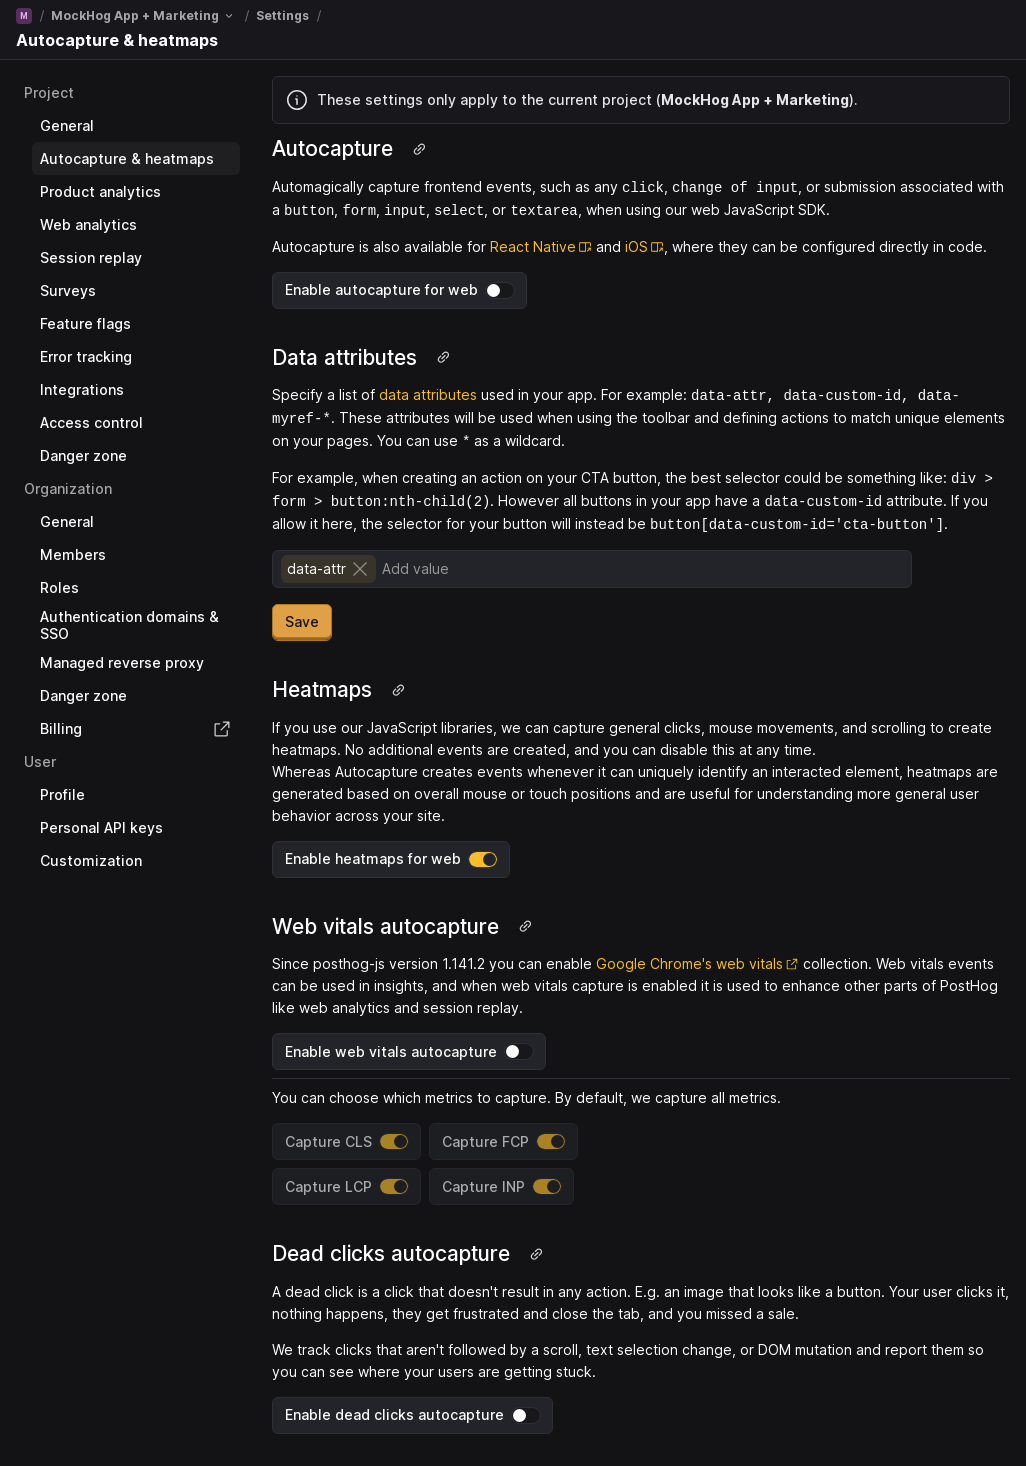 M / MockHog App + Marketing / Settings /
Autocapture & heatmaps
Project
General
Autocapture & heatmaps
Product analytics
Web analytics
Session replay
Surveys
Feature flags
Error tracking
Integrations
Access control
Danger zone
Organization
General
Members
Roles
Authentication domains &
SSO
Managed reverse proxy
Danger zone
Billing
User
Profile
Personal API keys
Customization
These settings only apply to the current project (MockHog App + Marketing).
Autocapture
Automagically capture frontend events, such as any click, change of input, or submission associated with
a button, form, input, select, or textarea, when using our web JavaScript SDK.
Autocapture is also available for React Native and iOS, where they can be configured directly in code.
Enable autocapture for web
Data attributes
Specify a list of data attributes used in your app. For example: data-attr, data-custom-id, data-
myref-*. These attributes will be used when using the toolbar and defining actions to match unique elements
on your pages. You can use * as a wildcard.
For example, when creating an action on your CTA button, the best selector could be something like: div >
form > button:nth-child(2). However all buttons in your app have a data-custom-id attribute. If you
allow it here, the selector for your button will instead be button[data-custom-id='cta-button'].
data-attr Add value
Save
Heatmaps
If you use our JavaScript libraries, we can capture general clicks, mouse movements, and scrolling to create
heatmaps. No additional events are created, and you can disable this at any time.
Whereas Autocapture creates events whenever it can uniquely identify an interacted element, heatmaps are
generated based on overall mouse or touch positions and are useful for understanding more general user
behavior across your site.
Enable heatmaps for web
Web vitals autocapture
Since posthog-js version 1.141.2 you can enable Google Chrome's web vitals collection. Web vitals events
can be used in insights, and when web vitals capture is enabled it is used to enhance other parts of PostHog
like web analytics and session replay.
Enable web vitals autocapture
You can choose which metrics to capture. By default, we capture all metrics.
Capture CLS Capture FCP
Capture LCP Capture INP
Dead clicks autocapture
A dead click is a click that doesn't result in any action. E.g. an image that looks like a button. Your user clicks it,
nothing happens, they get frustrated and close the tab, and you missed a sale.
We track clicks that aren't followed by a scroll, text selection change, or DOM mutation and report them so
you can see where your users are getting stuck.
Enable dead clicks autocapture